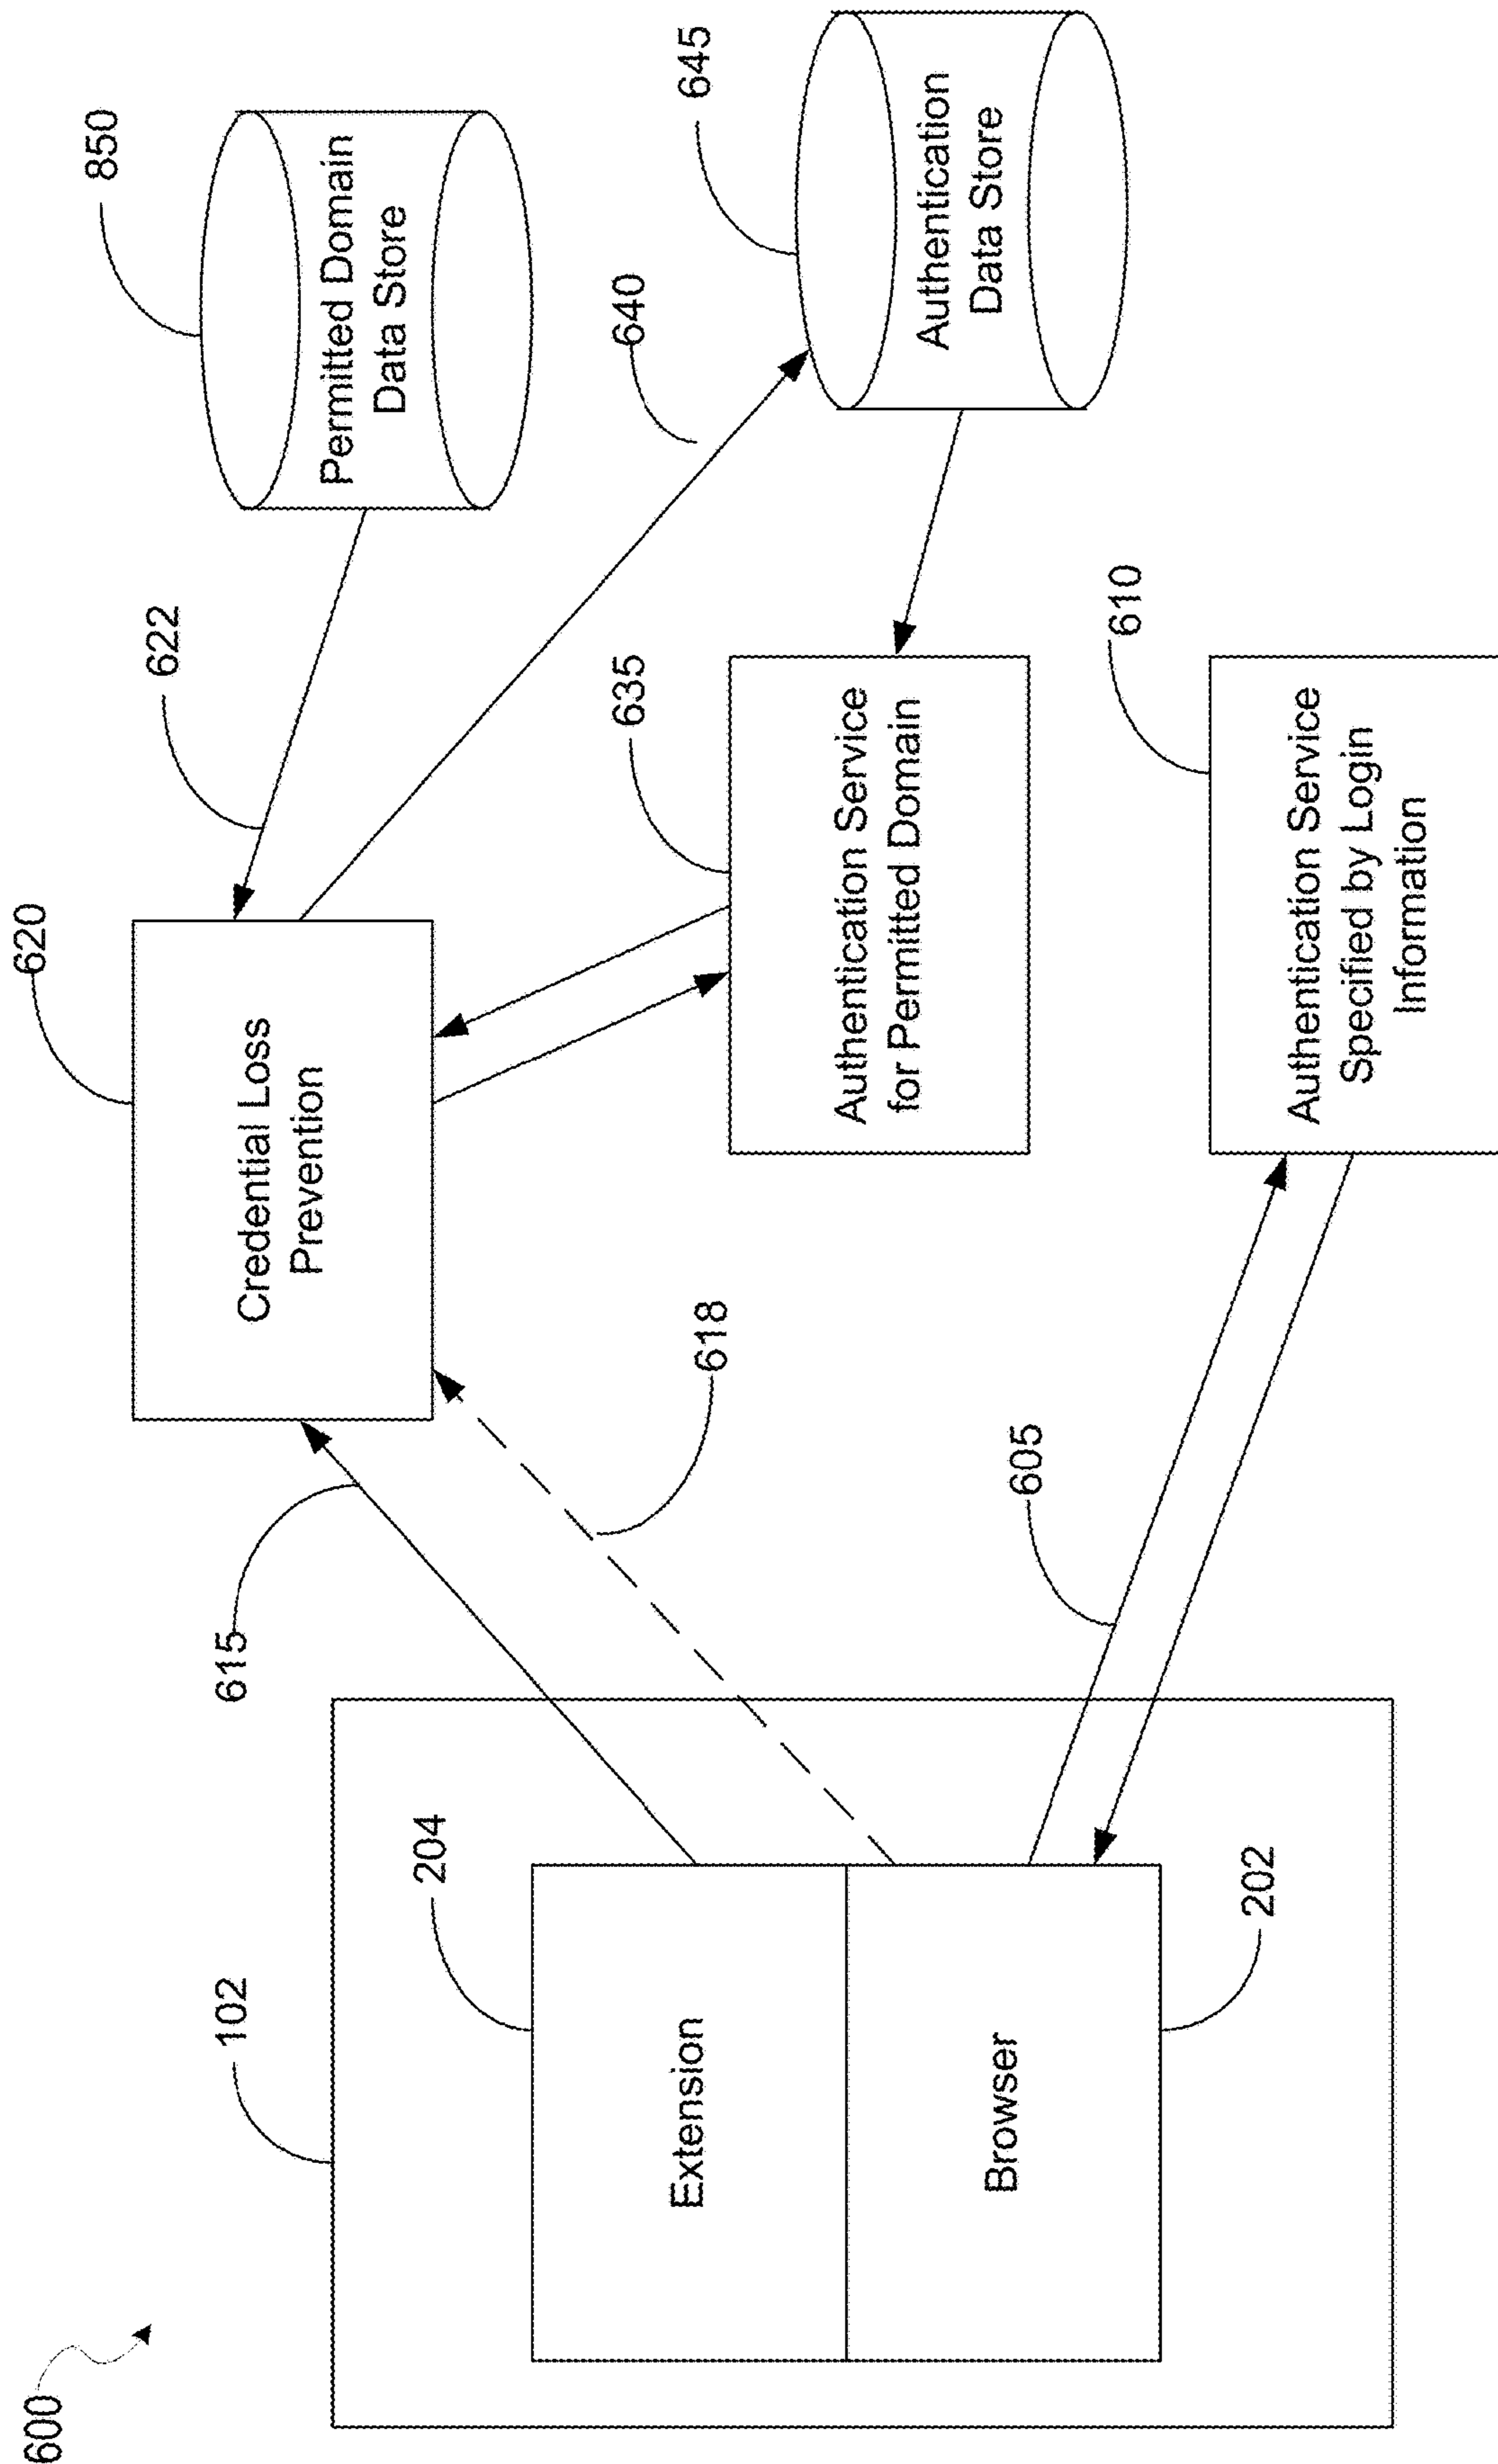 600
102
204
Extension
Browser
202
615
618
605
620
Credential Loss
Prevention
622
635
Authentication Service
for Permitted Domain
610
Authentication Service
Specified by Login
Information
850
Permitted Domain
Data Store
640
645
Authentication
Data Store